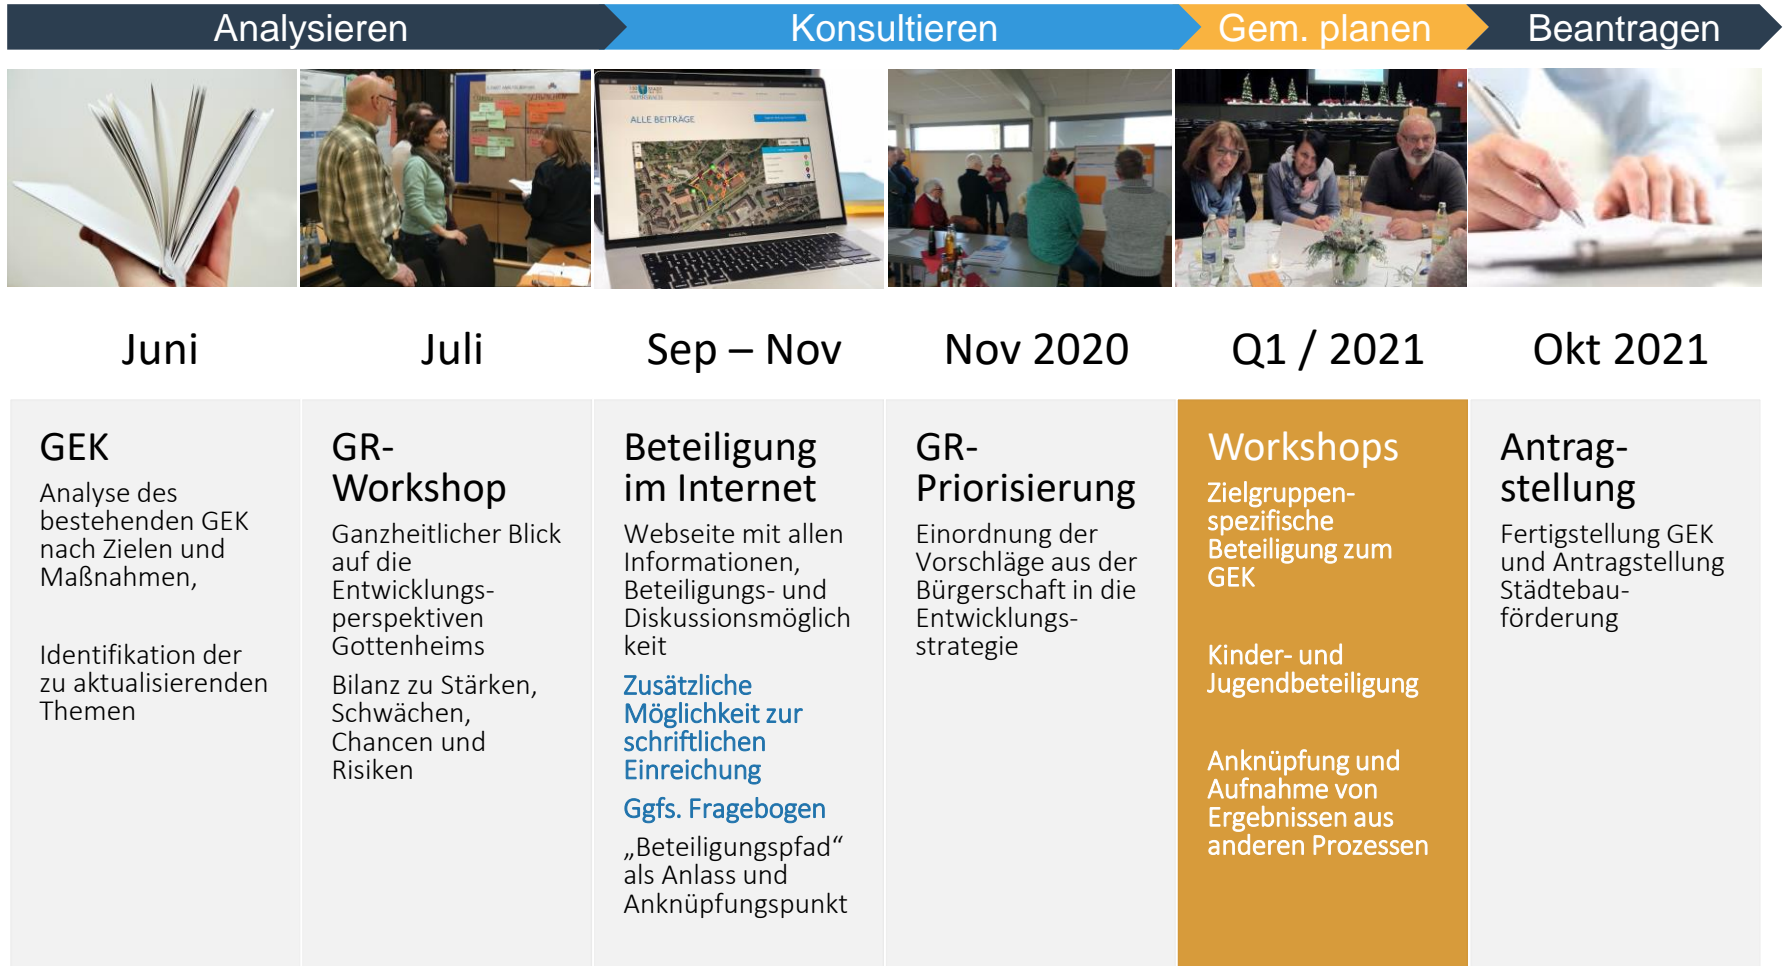 Analysieren
Konsultieren
Gem. planen
Beantragen
ALLE BEITRÄGE
Juni
Juli
Sep – Nov
Nov 2020
Q1 / 2021
Okt 2021
GEK
Analyse des
bestehenden GEK
nach Zielen und
Maßnahmen,
Identifikation der
zu aktualisierenden
Themen
GR-
Workshop
Ganzheitlicher Blick
auf die
Entwicklungs-
perspektiven
Gottenheims
Bilanz zu Stärken,
Schwächen,
Chancen und
Risiken
Beteiligung
im Internet
Webseite mit allen
Informationen,
Beteiligungs- und
Diskussionsmöglich
keit
Zusätzliche
Möglichkeit zur
schriftlichen
Einreichung
Ggfs. Fragebogen
„Beteiligungspfad“
als Anlass und
Anknüpfungspunkt
GR-
Priorisierung
Einordnung der
Vorschläge aus der
Bürgerschaft in die
Entwicklungs-
strategie
Workshops
Zielgruppen-
spezifische
Beteiligung zum
GEK
Kinder- und
Jugendbeteiligung
Anknüpfung und
Aufnahme von
Ergebnissen aus
anderen Prozessen
Antrag-
stellung
Fertigstellung GEK
und Antragstellung
Städtebau-
förderung